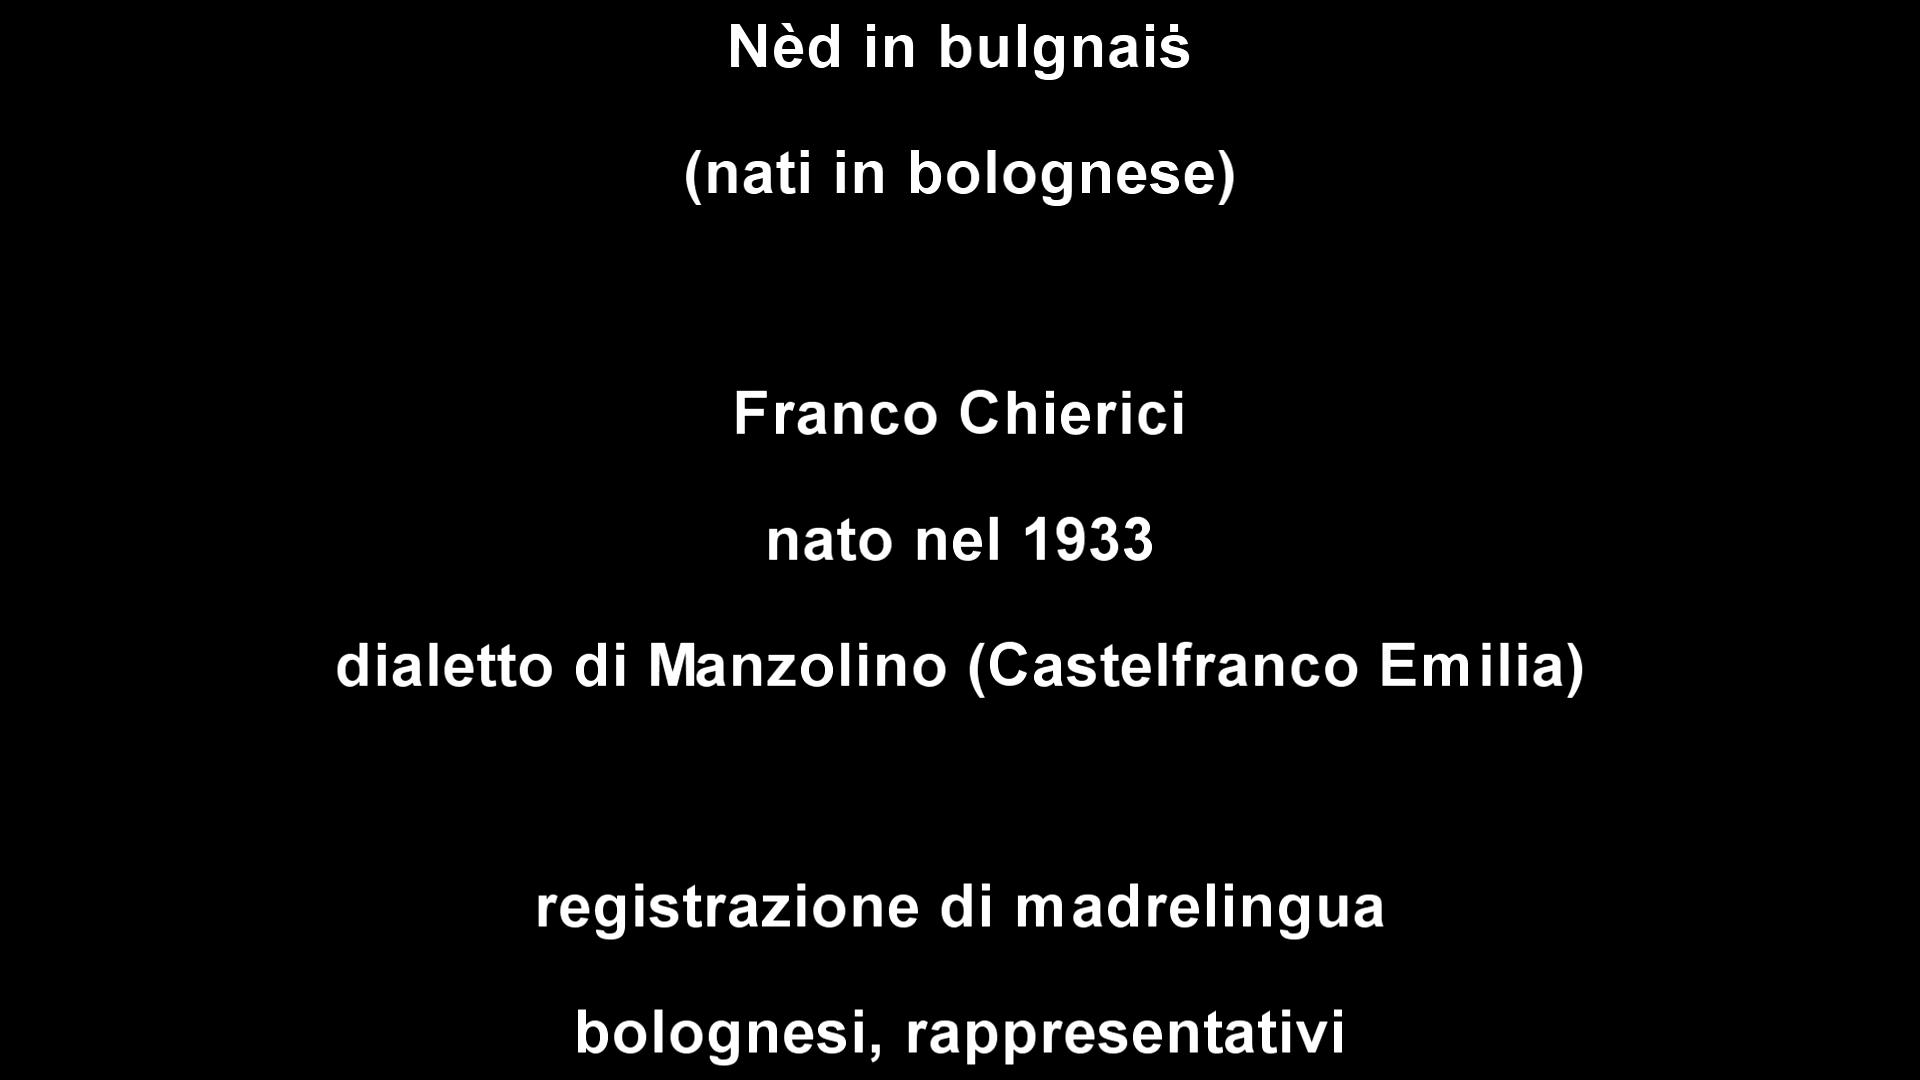 Nèd in bulgnaiṡ
(nati in bolognese)
Franco Chierici
nato nel 1933
dialetto di Manzolino (Castelfranco Emilia)
registrazione di madrelingua
bolognesi, rappresentativi